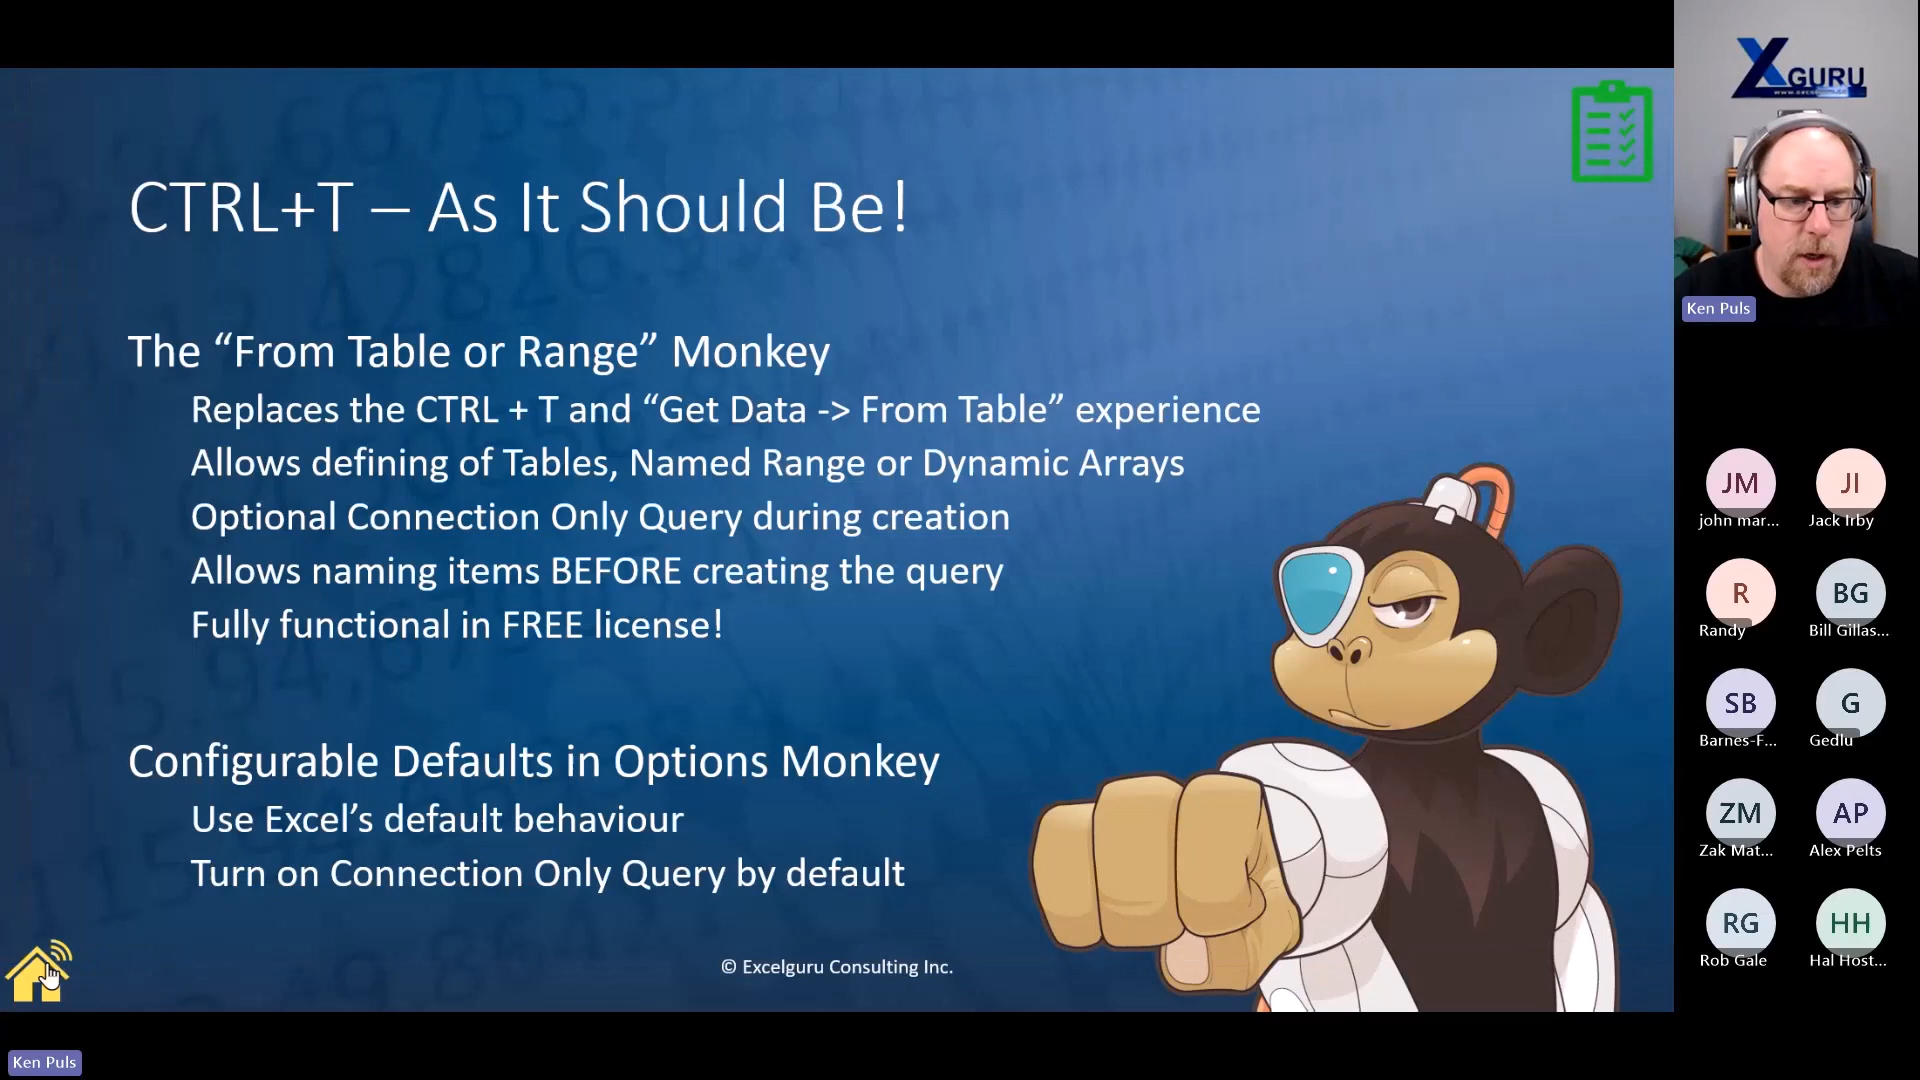 CTRL+T – As It Should Be!
The “From Table or Range” Monkey
Replaces the CTRL + T and “Get Data -> From Table” experience
Allows defining of Tables, Named Range or Dynamic Arrays
Optional Connection Only Query during creation
Allows naming items BEFORE creating the query
Fully functional in FREE license!
Configurable Defaults in Options Monkey
Use Excel’s default behaviour
Turn on Connection Only Query by default
© Excelguru Consulting Inc.
Ken Puls
XGURU
Ken Puls
JM
john mar...
JI
Jack Irby
R
Randy
BG
Bill Gillas...
SB
Barnes-F...
G
Gedlu
ZM
Zak Mat...
AP
Alex Pelts
RG
Rob Gale
HH
Hal Host...